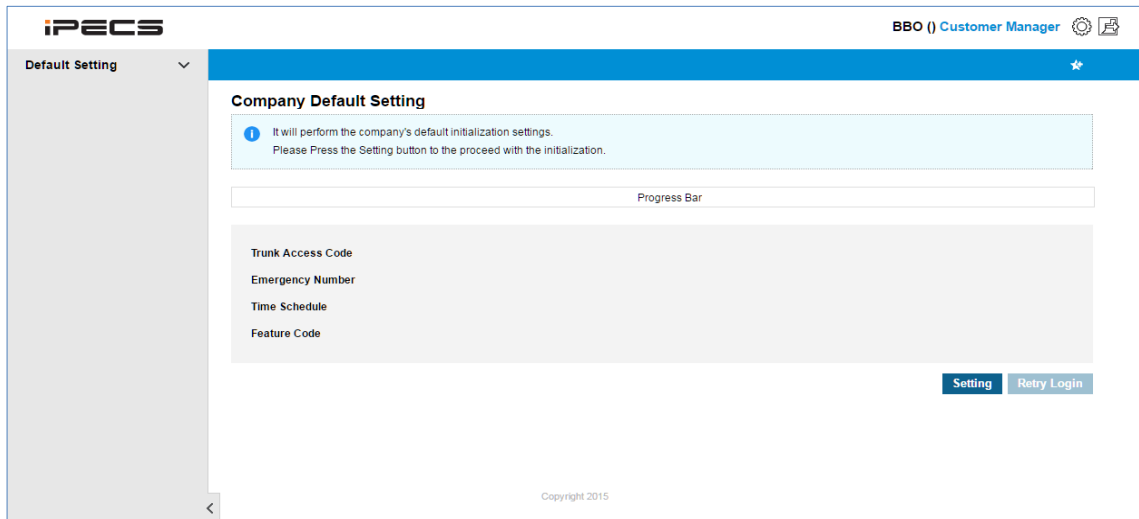 iPECS
BBO () Customer Manager
Default Setting
Company Default Setting
It will perform the company's default initialization settings.
Please Press the Setting button to the proceed with the initialization.
Progress Bar
Trunk Access Code
Emergency Number
Time Schedule
Feature Code
Setting Retry Login
Copyright 2015